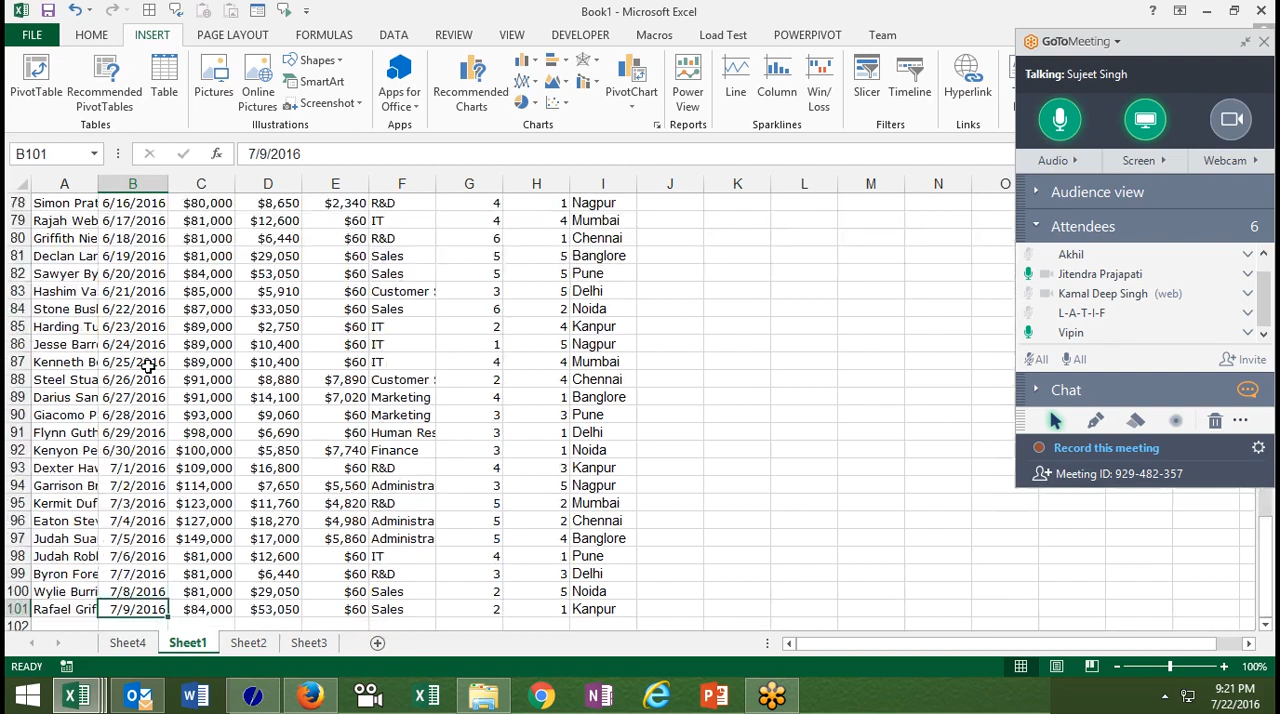 Book1 - Microsoft Excel
FILE HOME INSERT PAGE LAYOUT FORMULAS DATA REVIEW VIEW DEVELOPER Macros Load Test POWERPIVOT Team
PivotTable Recommended PivotTables Table Pictures Online Pictures Shapes SmartArt Screenshot Apps for Office Recommended Charts PivotChart Power View Line Column Win/Loss Slicer Timeline Hyperlink
Tables Illustrations Apps Charts Reports Sparklines Filters Links
B101 fx 7/9/2016
A B C D E F G H I J K L M N O
78 Simon Prat 6/16/2016 $80,000 $8,650 $2,340 R&D 4 1 Nagpur
79 Rajah Web 6/17/2016 $81,000 $12,600 $60 IT 4 4 Mumbai
80 Griffith Nie 6/18/2016 $81,000 $6,440 $60 R&D 6 1 Chennai
81 Declan Lar 6/19/2016 $81,000 $29,050 $60 Sales 5 5 Banglore
82 Sawyer By 6/20/2016 $84,000 $53,050 $60 Sales 5 5 Pune
83 Hashim Va 6/21/2016 $85,000 $5,910 $60 Customer 3 5 Delhi
84 Stone Bus 6/22/2016 $87,000 $33,050 $60 Sales 6 2 Noida
85 Harding Tu 6/23/2016 $89,000 $2,750 $60 IT 2 4 Kanpur
86 Jesse Barr 6/24/2016 $89,000 $10,400 $60 IT 1 5 Nagpur
87 Kenneth B 6/25/2016 $89,000 $10,400 $60 IT 4 4 Mumbai
88 Steel Stua 6/26/2016 $91,000 $8,880 $7,890 Customer 2 4 Chennai
89 Darius San 6/27/2016 $91,000 $14,100 $7,020 Marketing 4 1 Banglore
90 Giacomo P 6/28/2016 $93,000 $9,060 $60 Marketing 3 3 Pune
91 Flynn Guth 6/29/2016 $98,000 $6,690 $60 Human Res 3 1 Delhi
92 Kenyon Pe 6/30/2016 $100,000 $5,850 $7,740 Finance 3 1 Noida
93 Dexter Hav 7/1/2016 $109,000 $16,800 $60 R&D 4 3 Kanpur
94 Garrison Br 7/2/2016 $114,000 $7,650 $5,560 Administra 3 5 Nagpur
95 Kermit Duf 7/3/2016 $123,000 $11,760 $4,820 R&D 5 2 Mumbai
96 Eaton Stev 7/4/2016 $127,000 $18,270 $4,980 Administra 5 2 Chennai
97 Judah Sua 7/5/2016 $149,000 $17,000 $5,860 Administra 5 4 Banglore
98 Judah Robl 7/6/2016 $81,000 $12,600 $60 IT 4 1 Pune
99 Byron Fore 7/7/2016 $81,000 $6,440 $60 R&D 3 3 Delhi
100 Wylie Burri 7/8/2016 $81,000 $29,050 $60 Sales 2 5 Noida
101 Rafael Grif 7/9/2016 $84,000 $53,050 $60 Sales 2 1 Kanpur
102
Sheet4 Sheet1 Sheet2 Sheet3
READY 100%
GoToMeeting
Talking: Sujeet Singh
Audio Screen Webcam
Audience view
Attendees 6
Akhil
Jitendra Prajapati
Kamal Deep Singh (web)
L-A-T-I-F
Vipin
All All Invite
Chat
Record this meeting
Meeting ID: 929-482-357
9:21 PM
7/22/2016